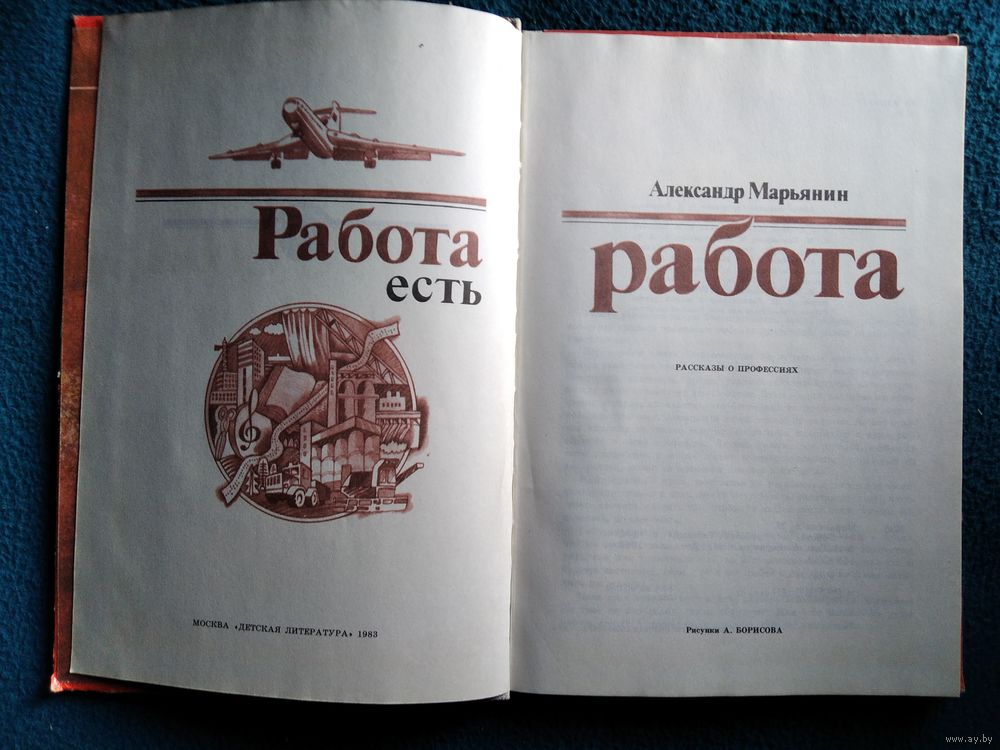 Работа
есть
МОСКВА «ДЕТСКАЯ ЛИТЕРАТУРА» 1983
Александр Марьянин
работа
РАССКАЗЫ О ПРОФЕССИЯХ
Рисунки А. БОРИСОВА
www.ay.by